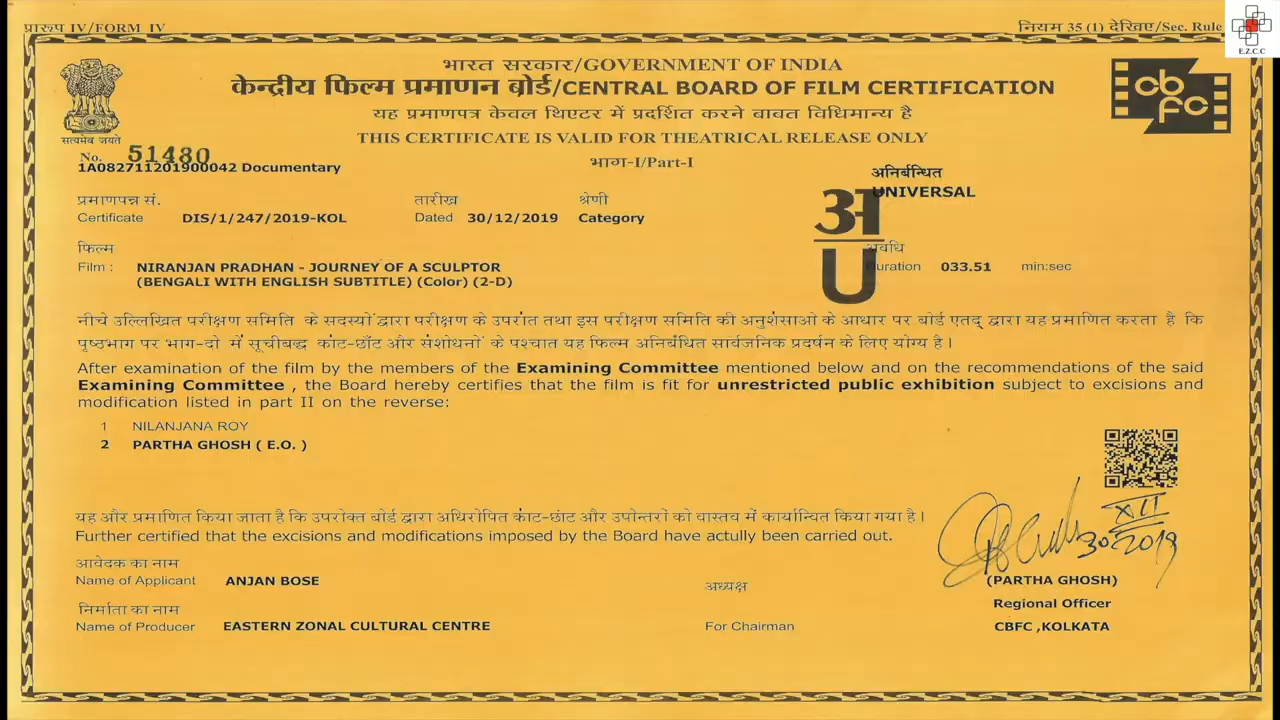 प्रारूप IV/FORM IV
नियम 35 (1) देखिए/Sec. Rule
E.Z.C.C
भारत सरकार/GOVERNMENT OF INDIA
केन्द्रीय फिल्म प्रमाणन बोर्ड/CENTRAL BOARD OF FILM CERTIFICATION
cbfc
यह प्रमाणपत्र केवल थिएटर में प्रदर्शित करने बाबत विधिमान्य है
THIS CERTIFICATE IS VALID FOR THEATRICAL RELEASE ONLY
सत्यमेव जयते
No. 51480
भाग-I/Part-I
1A082711201900042 Documentary
अनिर्बन्धित
UNIVERSAL
प्रमाणपत्र सं. तारीख श्रेणी
Certificate DIS/1/247/2019-KOL Dated 30/12/2019 Category
अ
U
फिल्म अवधि
Film : NIRANJAN PRADHAN - JOURNEY OF A SCULPTOR Duration 033.51 min:sec
(BENGALI WITH ENGLISH SUBTITLE) (Color) (2-D)
नीचे उल्लिखित परीक्षण समिति के सदस्यों द्वारा परीक्षण के उपरांत तथा इस परीक्षण समिति की अनुशंसाओ के आधार पर बोर्ड एतद् द्वारा यह प्रमाणित करता है कि
पृष्ठभाग पर भाग-दो में सूचीबद्ध कांट-छाँट और संशोधनों के पश्चात यह फिल्म अनिबंधित सार्वजनिक प्रदर्शन के लिए योग्य है।
After examination of the film by the members of the Examining Committee mentioned below and on the recommendations of the said
Examining Committee , the Board hereby certifies that the film is fit for unrestricted public exhibition subject to excisions and
modification listed in part II on the reverse:
1 NILANJANA ROY
2 PARTHA GHOSH ( E.O. )
यह और प्रमाणित किया जाता है कि उपरोक्त बोर्ड द्वारा अधिरोपित कांट-छांट और उपांन्तरों को वास्तव में कार्यान्वित किया गया है।
Further certified that the excisions and modifications imposed by the Board have actully been carried out.
XII
30-2019
आवेदक का नाम
Name of Applicant ANJAN BOSE
अध्यक्ष
(PARTHA GHOSH)
Regional Officer
निर्माता का नाम
Name of Producer EASTERN ZONAL CULTURAL CENTRE
For Chairman
CBFC ,KOLKATA